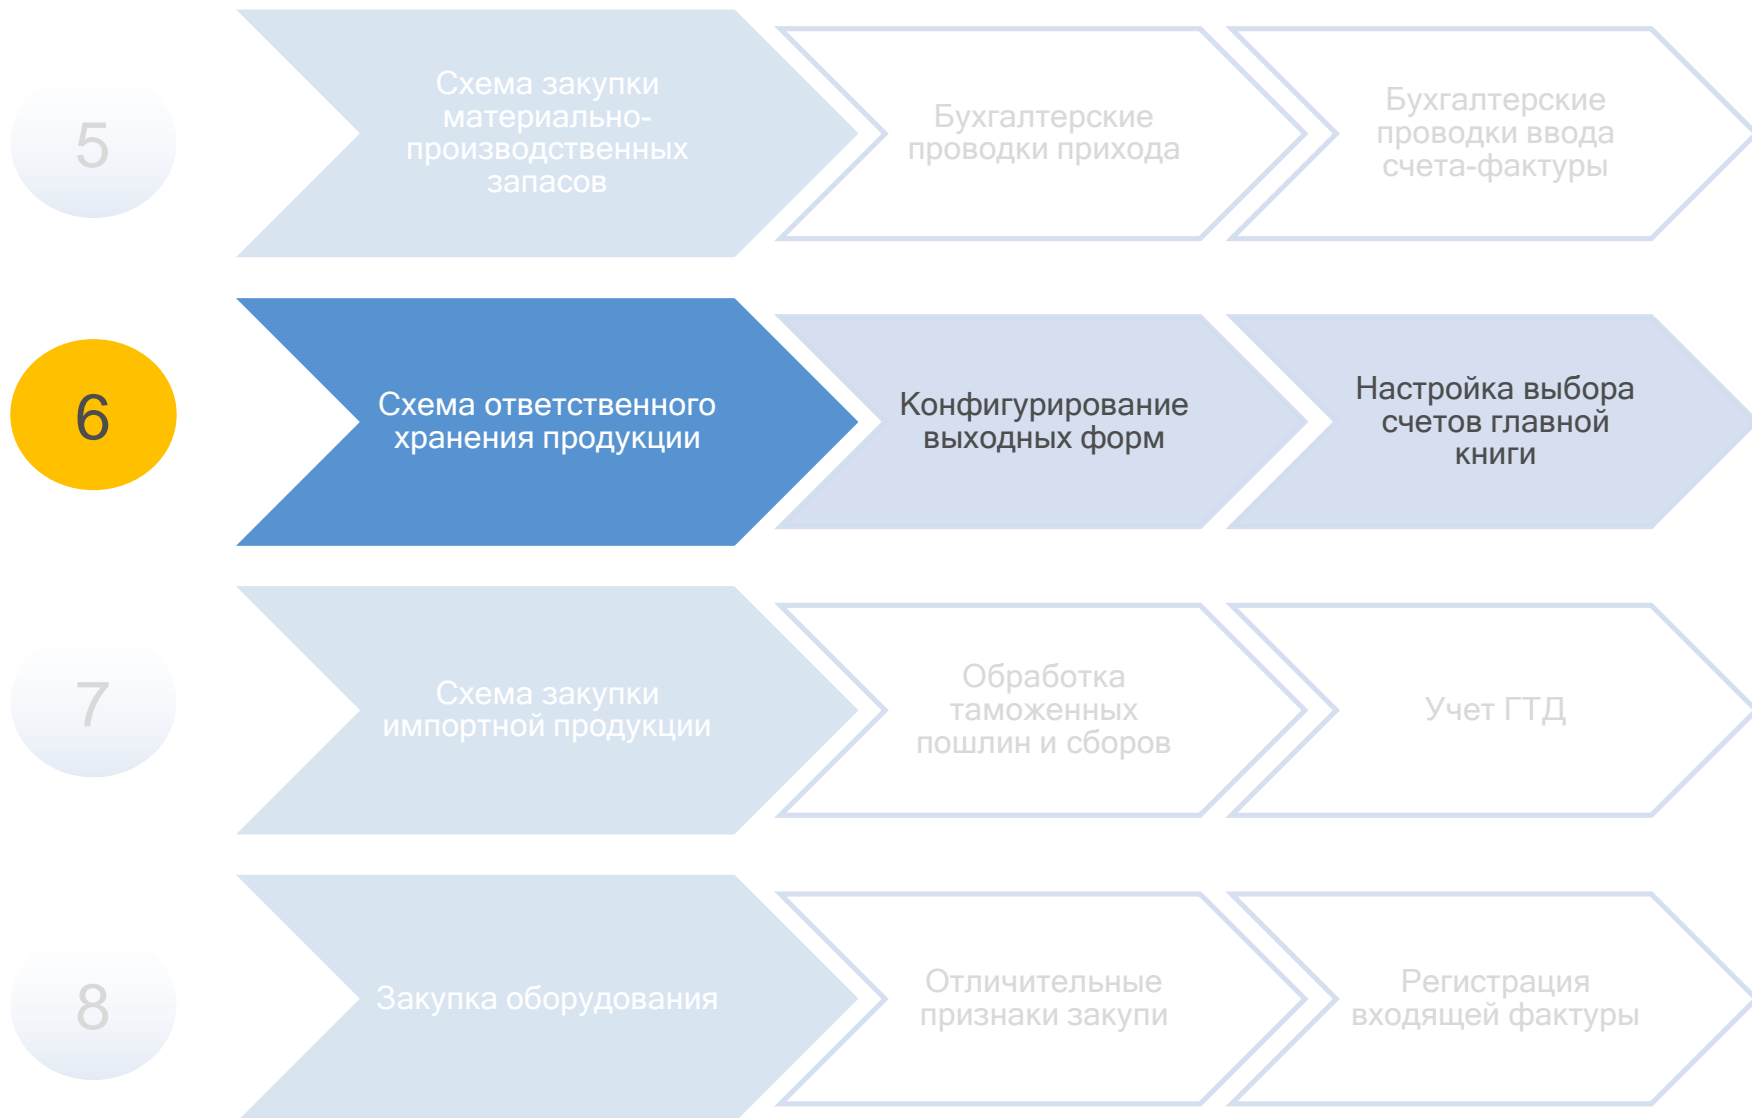 5
Схема закупки
материально-
производственных
запасов
Бухгалтерские
проводки прихода
Бухгалтерские
проводки ввода
счета-фактуры
6
Схема ответственного
хранения продукции
Конфигурирование
выходных форм
Настройка выбора
счетов главной
книги
7
Схема закупки
импортной продукции
Обработка
таможенных
пошлин и сборов
Учет ГТД
8
Закупка оборудования
Отличительные
признаки закупи
Регистрация
входящей фактуры